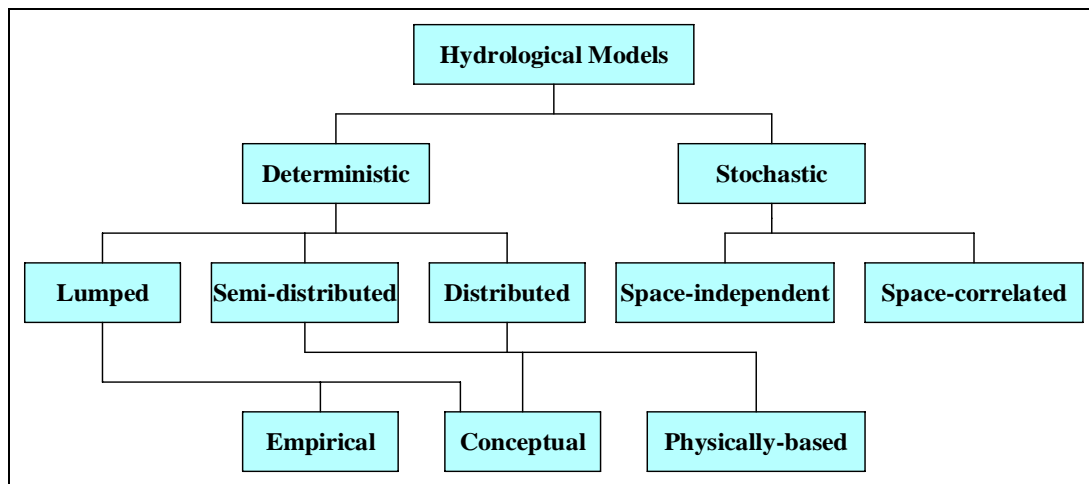 Hydrological Models
Deterministic
Stochastic
Lumped
Semi-distributed
Distributed
Space-independent
Space-correlated
Empirical
Conceptual
Physically-based